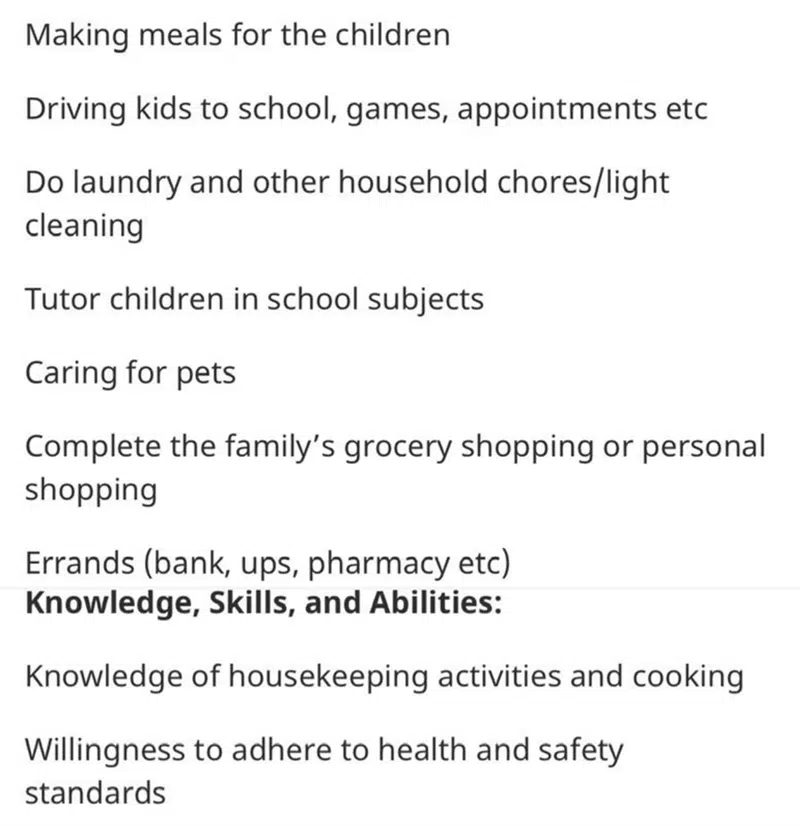 Making meals for the children
Driving kids to school, games, appointments etc
Do laundry and other household chores/light
cleaning
Tutor children in school subjects
Caring for pets
Complete the family’s grocery shopping or personal
shopping
Errands (bank, ups, pharmacy etc)
Knowledge, Skills, and Abilities:
Knowledge of housekeeping activities and cooking
Willingness to adhere to health and safety
standards